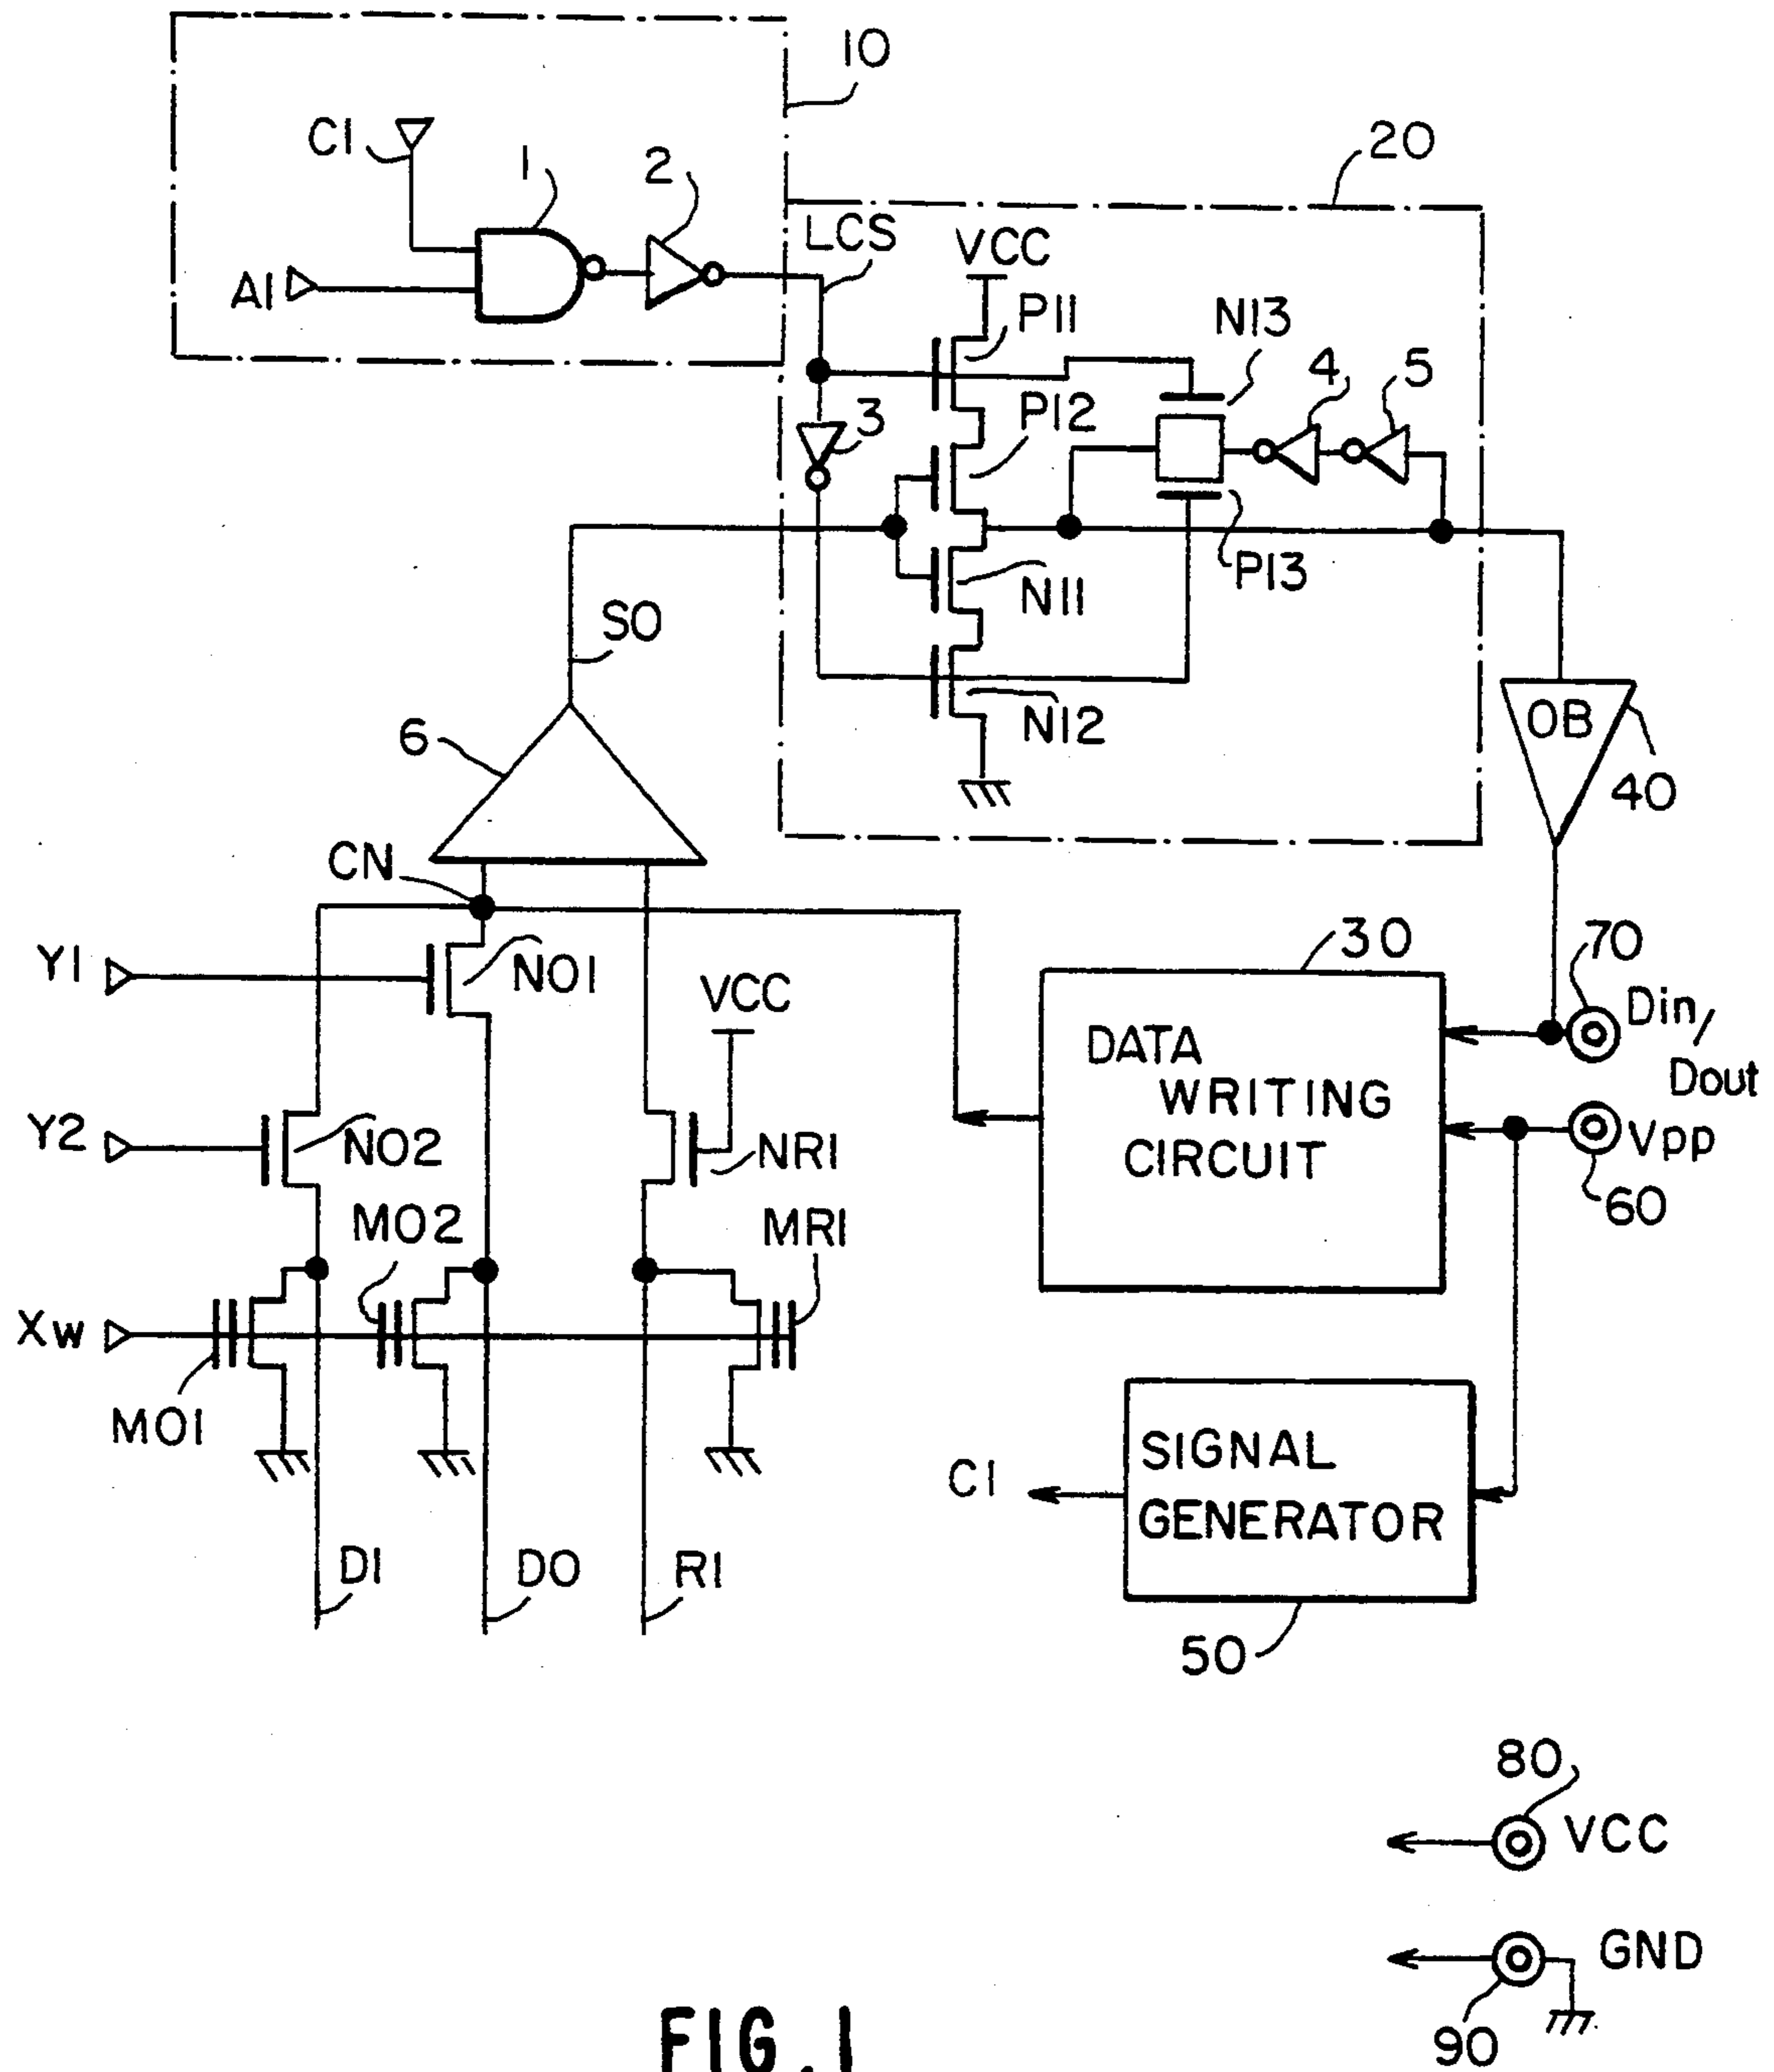 10
C1
1
2
20
LCS
VCC
A1
P11
N13
4
5
P12
3
P13
N11
SO
N12
OB
6
40
CN
30
70
Y1
N01
VCC
Din/
Dout
DATA
WRITING
CIRCUIT
Y2
N02
NR1
Vpp
60
M02
MR1
Xw
M01
SIGNAL
GENERATOR
C1
D1
D0
R1
50
80
VCC
GND
90
FIG. 1